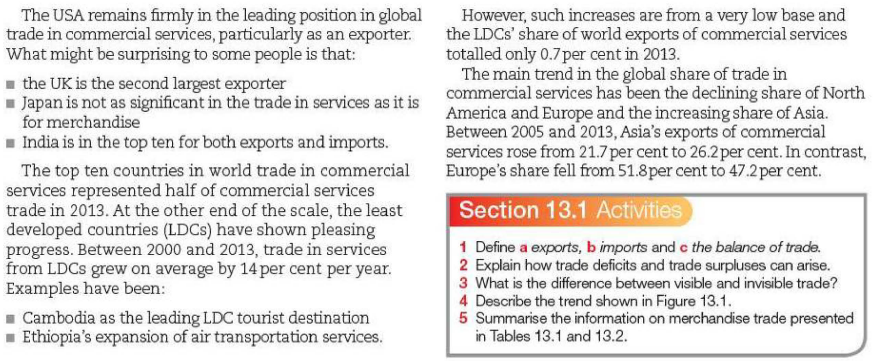 The USA remains firmly in the leading position in global
trade in commercial services, particularly as an exporter.
What might be surprising to some people is that:
■ the UK is the second largest exporter
■ Japan is not as significant in the trade in services as it is
for merchandise
■ India is in the top ten for both exports and imports.
The top ten countries in world trade in commercial
services represented half of commercial services
trade in 2013. At the other end of the scale, the least
developed countries (LDCs) have shown pleasing
progress. Between 2000 and 2013, trade in services
from LDCs grew on average by 14 per cent per year.
Examples have been:
■ Cambodia as the leading LDC tourist destination
■ Ethiopia's expansion of air transportation services.
However, such increases are from a very low base and
the LDCs' share of world exports of commercial services
totalled only 0.7 per cent in 2013.
The main trend in the global share of trade in
commercial services has been the declining share of North
America and Europe and the increasing share of Asia.
Between 2005 and 2013, Asia's exports of commercial
services rose from 21.7 per cent to 26.2 per cent. In contrast,
Europe's share fell from 51.8 per cent to 47.2 per cent.
Section 13.1 Activities
1 Define a exports, b imports and c the balance of trade.
2 Explain how trade deficits and trade surpluses can arise.
3 What is the difference between visible and invisible trade?
4 Describe the trend shown in Figure 13.1.
5 Summarise the information on merchandise trade presented
in Tables 13.1 and 13.2.